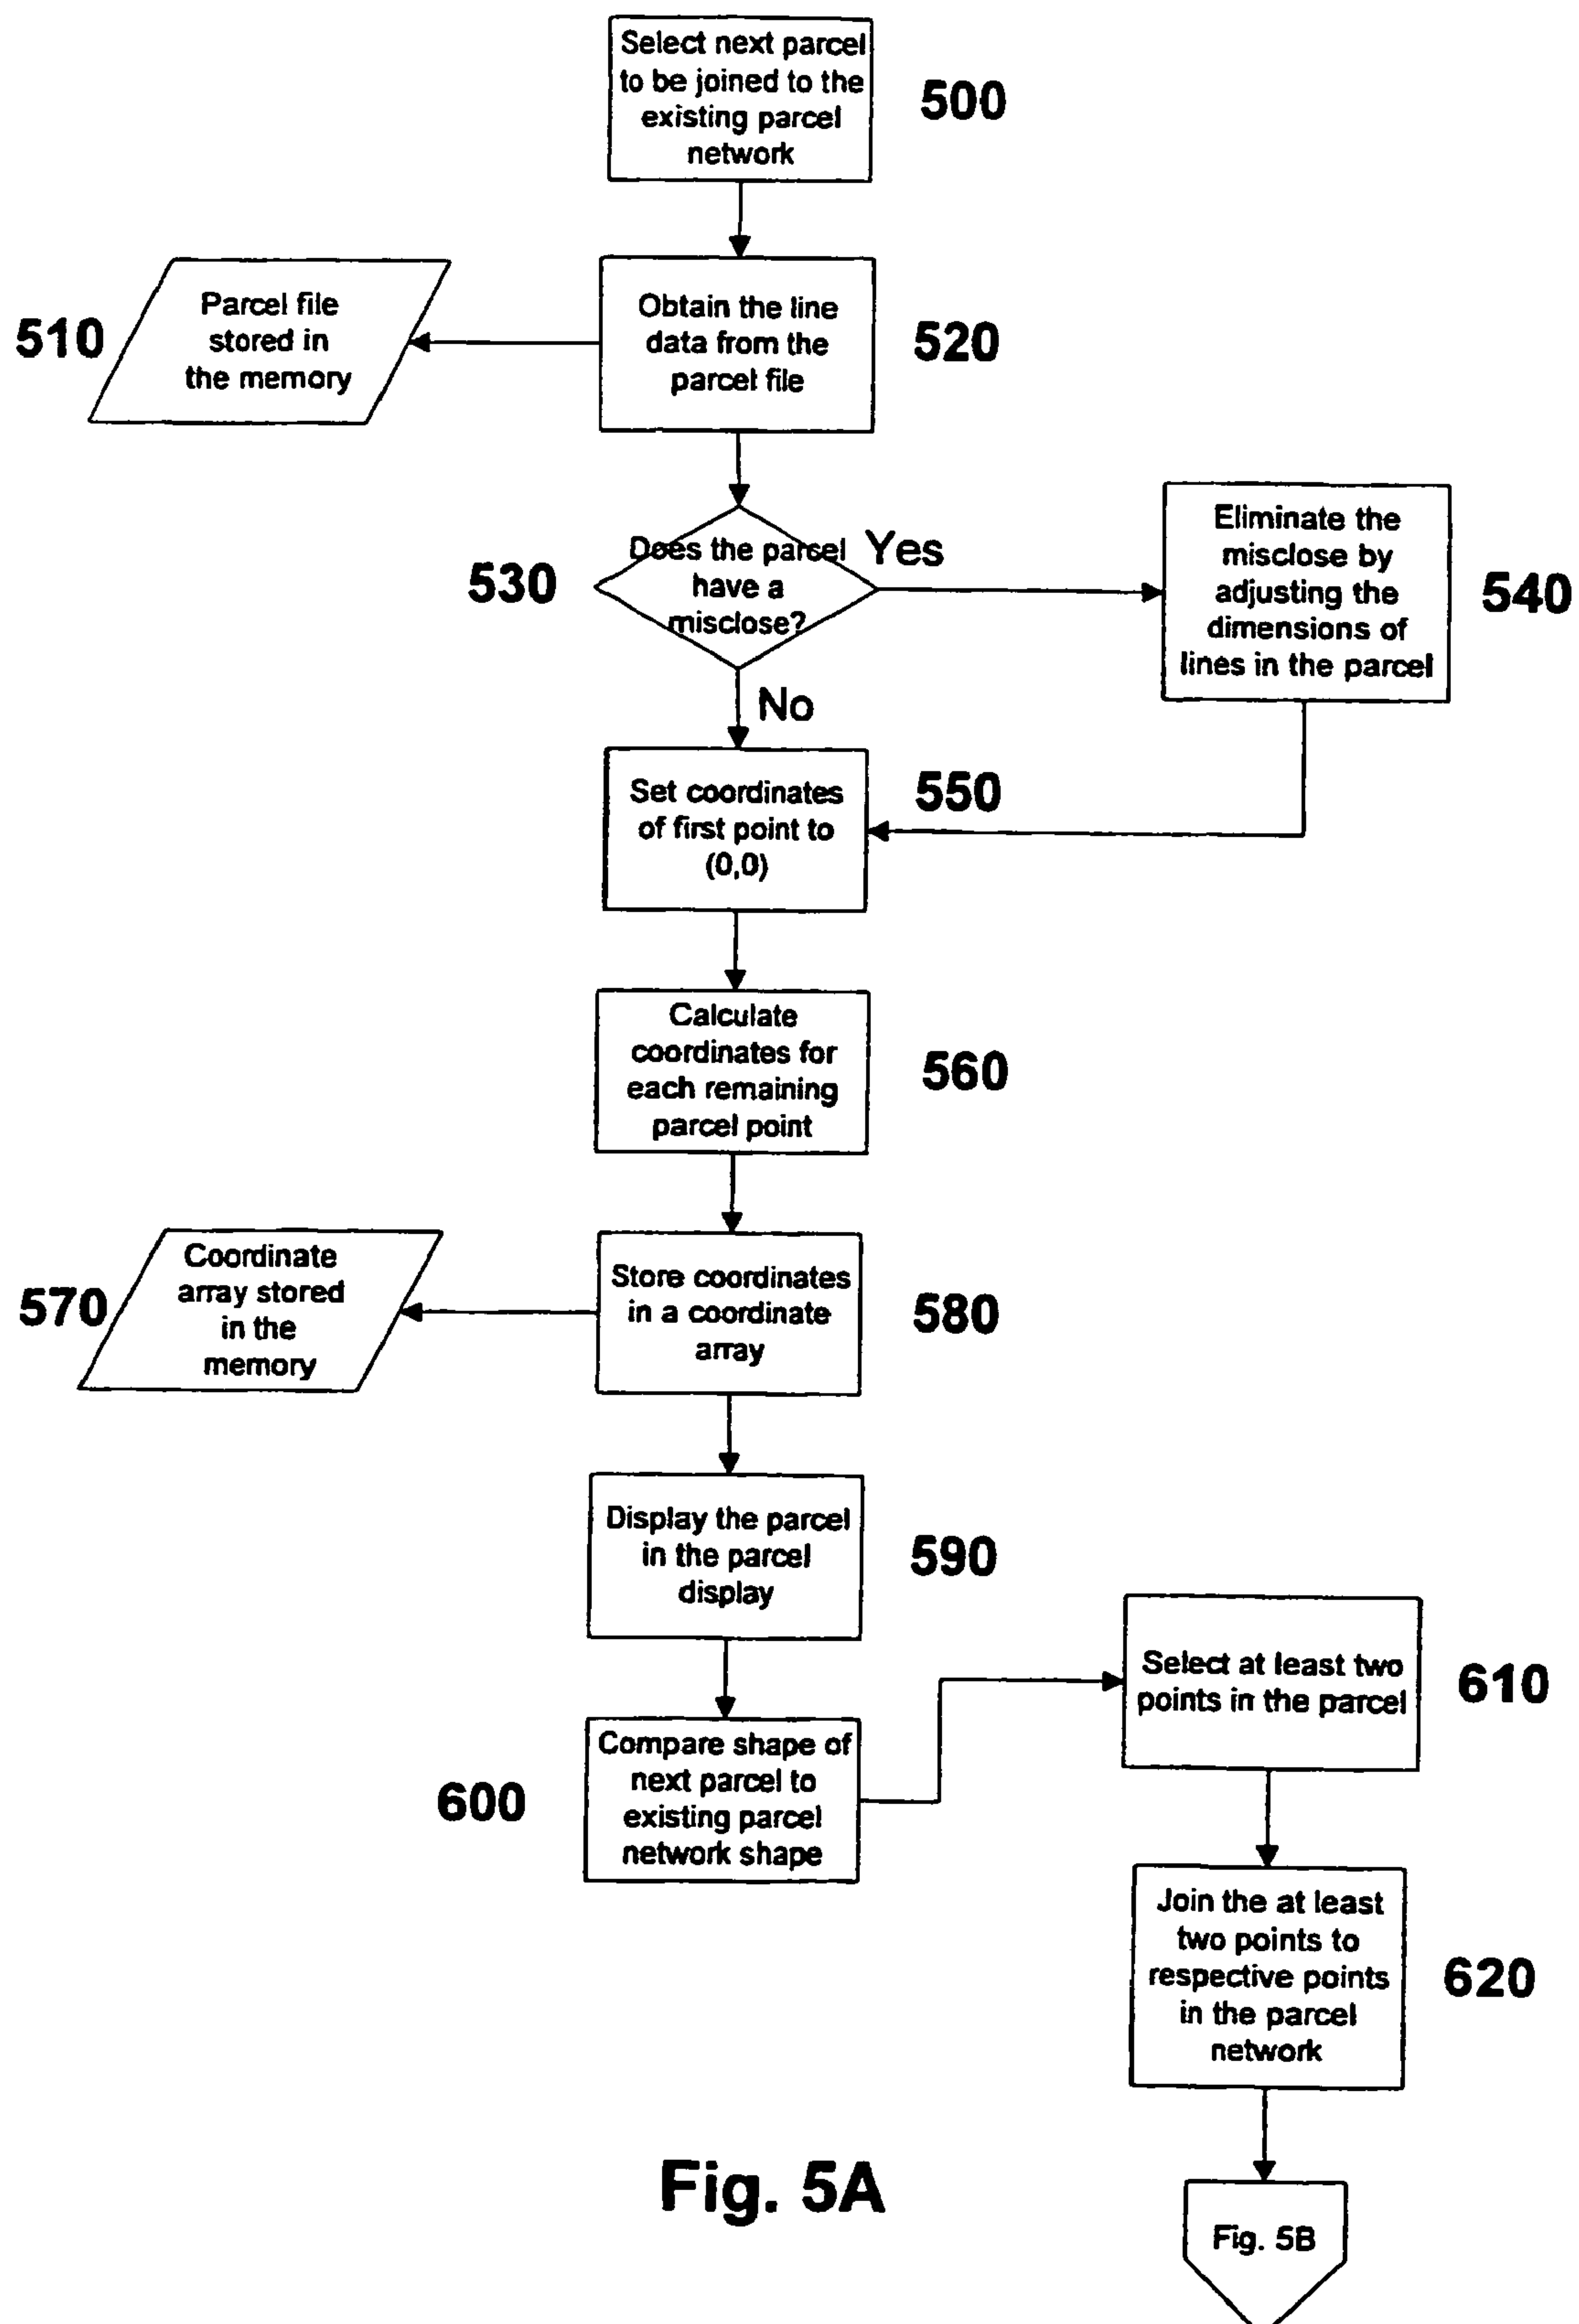 Select next parcel
to be joined to the
existing parcel
network
500
Parcel file
stored in
the memory
510
Obtain the line
data from the
parcel file
520
Does the parcel
have a
misclose?
530
Yes
No
Eliminate the
misclose by
adjusting the
dimensions of
lines in the parcel
540
Set coordinates
of first point to
(0,0)
550
Calculate
coordinates for
each remaining
parcel point
560
Coordinate
array stored
in the
memory
570
Store coordinates
in a coordinate
array
580
Display the parcel
in the parcel
display
590
Compare shape of
next parcel to
existing parcel
network shape
600
Select at least two
points in the parcel
610
Join the at least
two points to
respective points
in the parcel
network
620
Fig. 5B
Fig. 5A